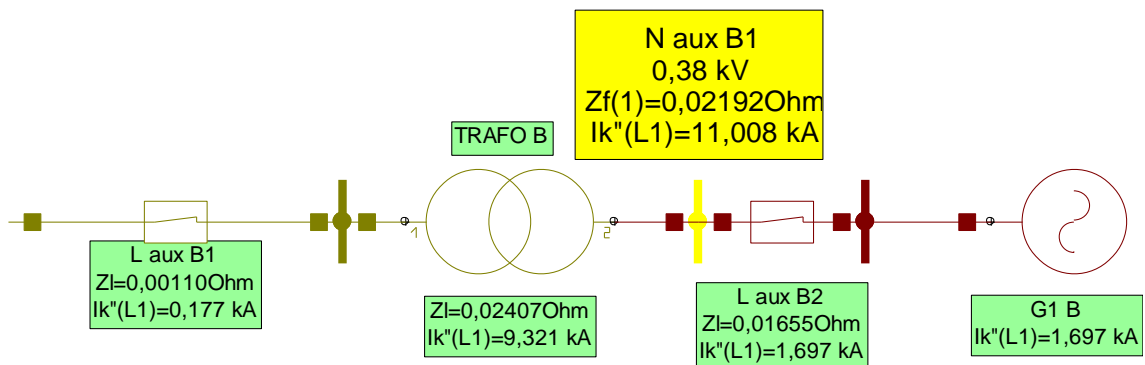 N aux B1
0,38 kV
Zf(1)=0,02192Ohm
Ik"(L1)=11,008 kA
TRAFO B
1
2
L aux B1
Zl=0,00110Ohm
Ik"(L1)=0,177 kA
Zl=0,02407Ohm
Ik"(L1)=9,321 kA
L aux B2
Zl=0,01655Ohm
Ik"(L1)=1,697 kA
G1 B
Ik"(L1)=1,697 kA